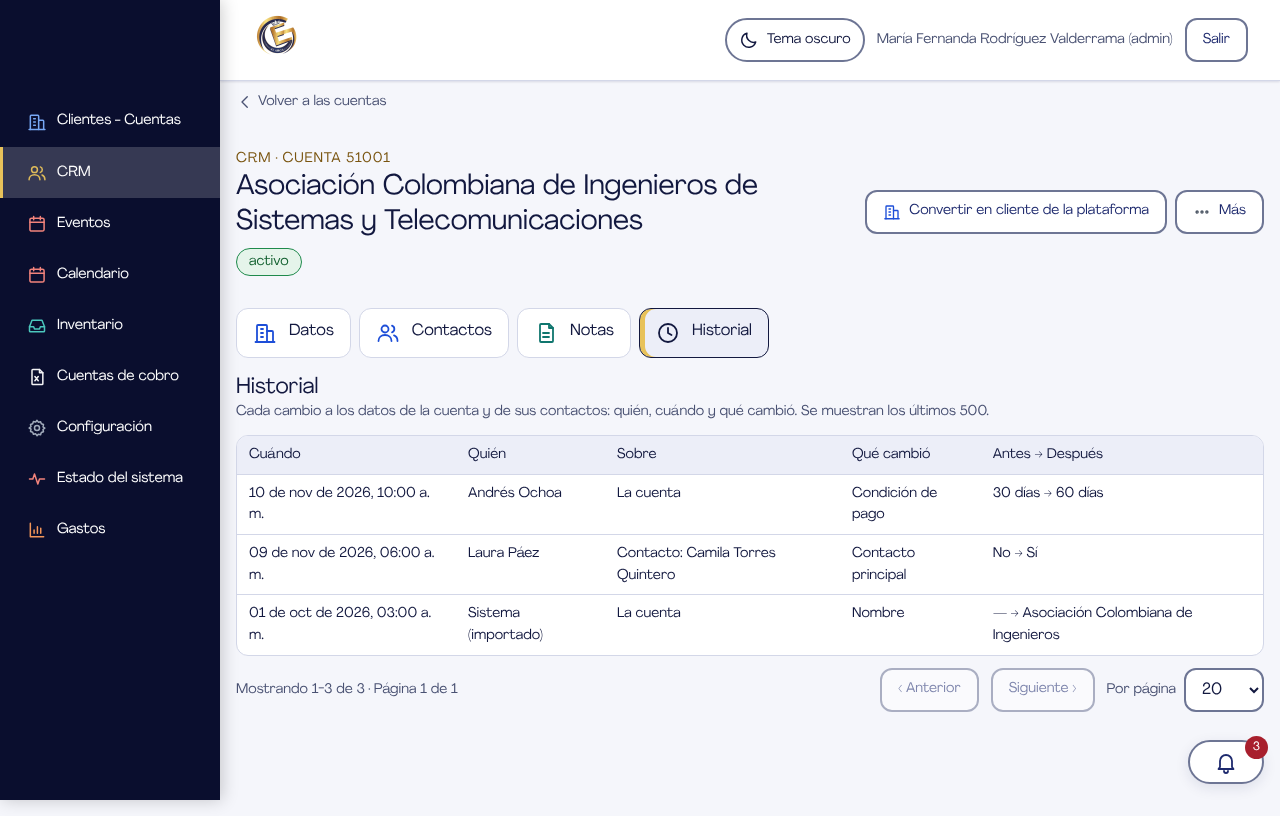 Tema oscuro
María Fernanda Rodríguez Valderrama (admin)
Salir
Clientes - Cuentas
CRM
Eventos
Calendario
Inventario
Cuentas de cobro
Configuración
Estado del sistema
Gastos
Volver a las cuentas
CRM · CUENTA 51001
Asociación Colombiana de Ingenieros de
Sistemas y Telecomunicaciones
activo
Convertir en cliente de la plataforma
Más
Datos
Contactos
Notas
Historial
Historial
Cada cambio a los datos de la cuenta y de sus contactos: quién, cuándo y qué cambió. Se muestran los últimos 500.
Cuándo Quién Sobre Qué cambió Antes → Después
10 de nov de 2026, 10:00 a. m. Andrés Ochoa La cuenta Condición de pago 30 días → 60 días
09 de nov de 2026, 06:00 a. m. Laura Páez Contacto: Camila Torres Quintero Contacto principal No → Sí
01 de oct de 2026, 03:00 a. m. Sistema (importado) La cuenta Nombre — → Asociación Colombiana de Ingenieros
Mostrando 1–3 de 3 · Página 1 de 1
‹ Anterior
Siguiente ›
Por página
20
3